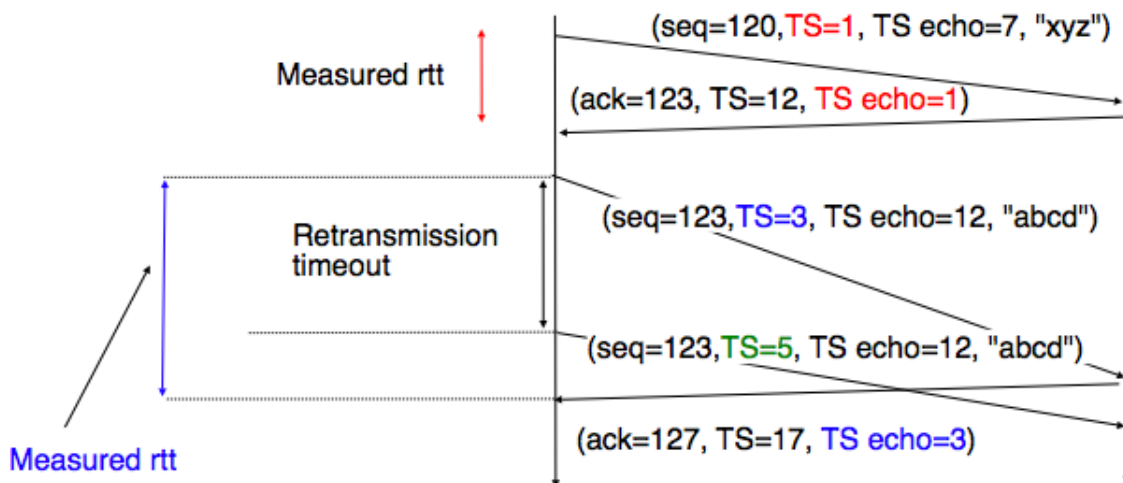 (seq=120,TS=1, TS echo=7, "xyz")
Measured rtt
(ack=123, TS=12, TS echo=1)
(seq=123,TS=3, TS echo=12, "abcd")
Retransmission
timeout
(seq=123,TS=5, TS echo=12, "abcd")
(ack=127, TS=17, TS echo=3)
Measured rtt